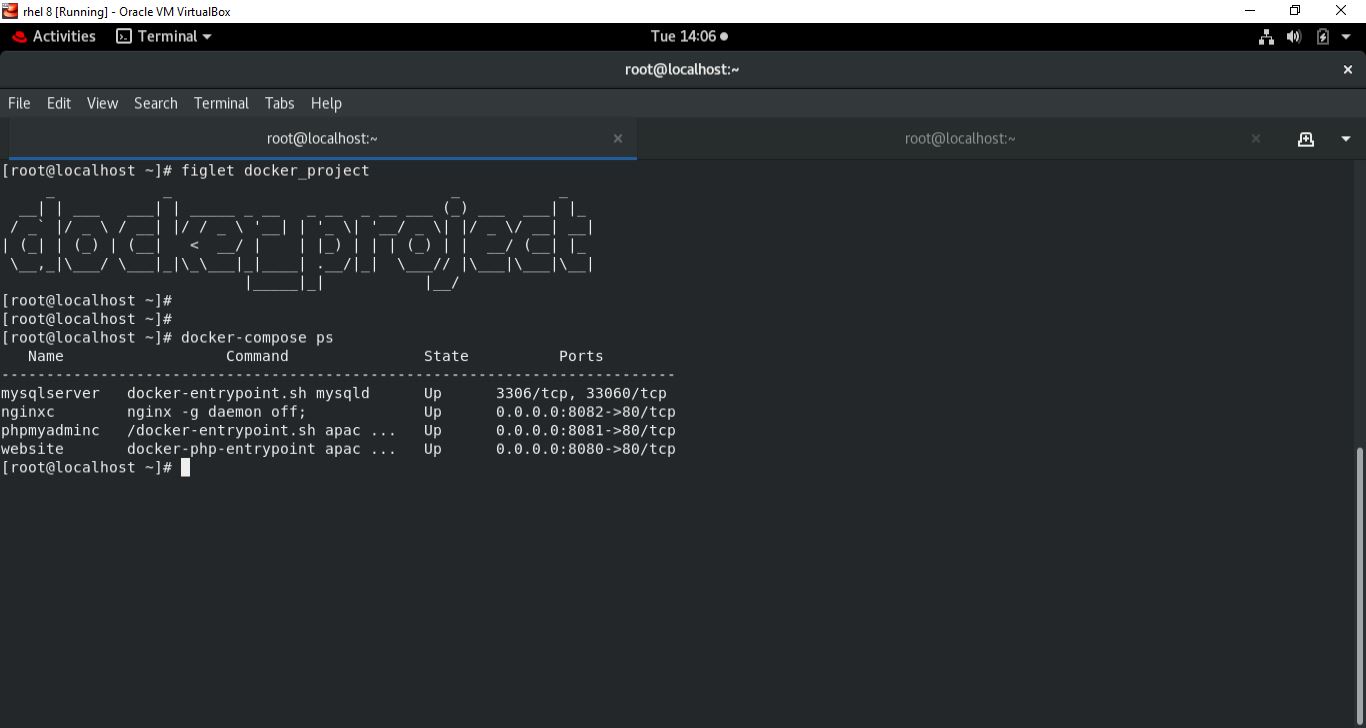 rhel 8 [Running] - Oracle VM VirtualBox
Activities Terminal Tue 14:06
root@localhost:~
File Edit View Search Terminal Tabs Help
root@localhost:~ root@localhost:~
[root@localhost ~]# figlet docker_project
docker_project
[root@localhost ~]#
[root@localhost ~]#
[root@localhost ~]# docker-compose ps
Name Command State Ports
---------------------------------------------------------------------------
mysqlserver docker-entrypoint.sh mysqld Up 3306/tcp, 33060/tcp
nginxc nginx -g daemon off; Up 0.0.0.0:8082->80/tcp
phpmyadminc /docker-entrypoint.sh apac ... Up 0.0.0.0:8081->80/tcp
website docker-php-entrypoint apac ... Up 0.0.0.0:8080->80/tcp
[root@localhost ~]#